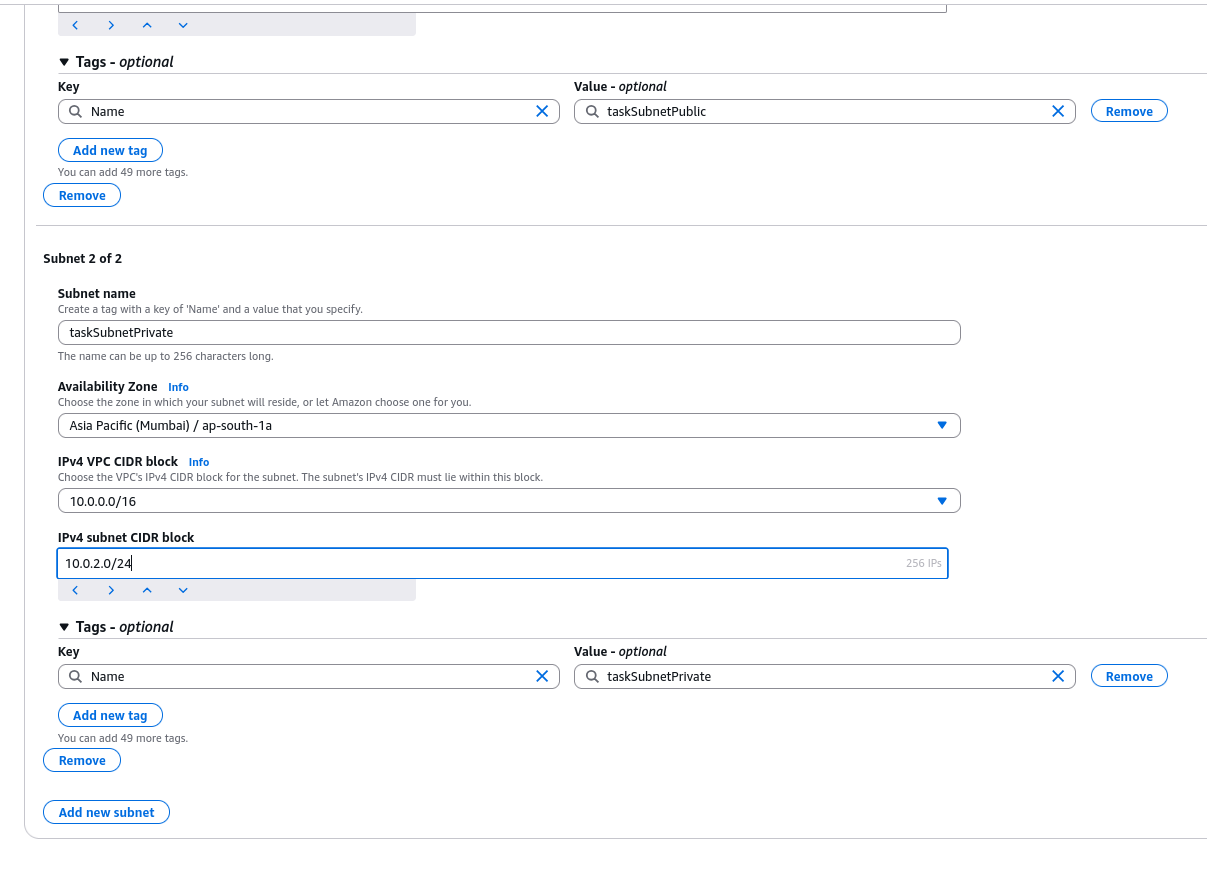 Tags - optional
Key
Value - optional
Name
taskSubnetPublic
Remove
Add new tag
You can add 49 more tags.
Remove
Subnet 2 of 2
Subnet name
Create a tag with a key of 'Name' and a value that you specify.
taskSubnetPrivate
The name can be up to 256 characters long.
Availability Zone Info
Choose the zone in which your subnet will reside, or let Amazon choose one for you.
Asia Pacific (Mumbai) / ap-south-1a
IPv4 VPC CIDR block Info
Choose the VPC's IPv4 CIDR block for the subnet. The subnet's IPv4 CIDR must lie within this block.
10.0.0.0/16
IPv4 subnet CIDR block
10.0.2.0/24 256 IPs
Tags - optional
Key
Value - optional
Name
taskSubnetPrivate
Remove
Add new tag
You can add 49 more tags.
Remove
Add new subnet